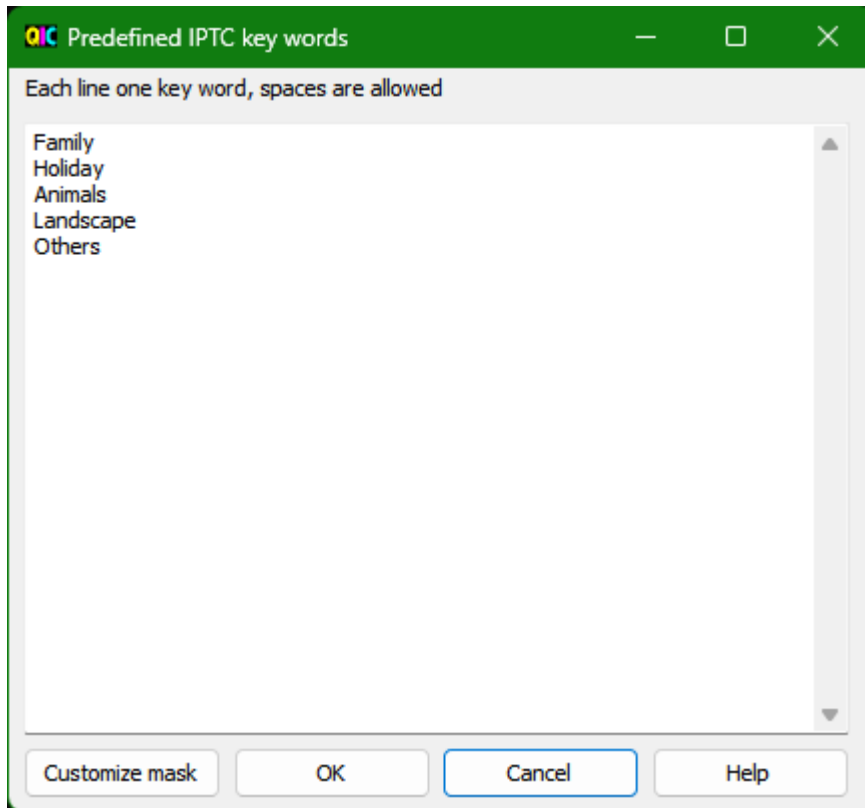 QIC Predefined IPTC key words
Each line one key word, spaces are allowed
Family
Holiday
Animals
Landscape
Others
Customize mask OK Cancel Help